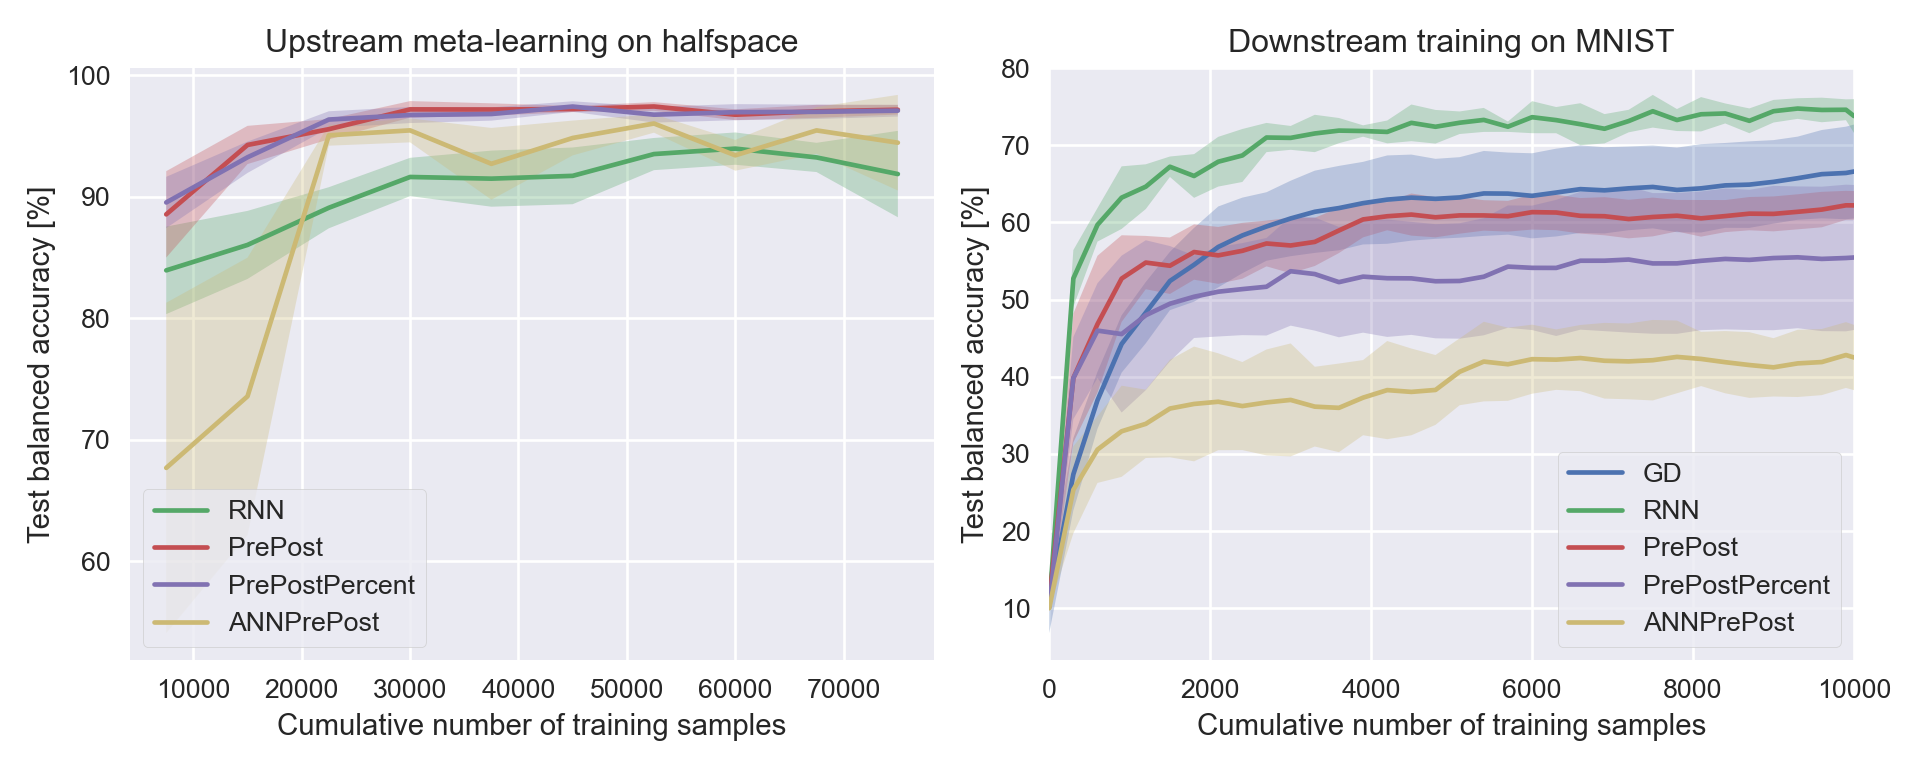 Upstream meta-learning on halfspace
Test balanced accuracy [%]
100
90
80
70
60
RNN
PrePost
PrePostPercent
ANNPrePost
10000 20000 30000 40000 50000 60000 70000
Cumulative number of training samples
Downstream training on MNIST
Test balanced accuracy [%]
80
70
60
50
40
30
20
10
GD
RNN
PrePost
PrePostPercent
ANNPrePost
0 2000 4000 6000 8000 10000
Cumulative number of training samples